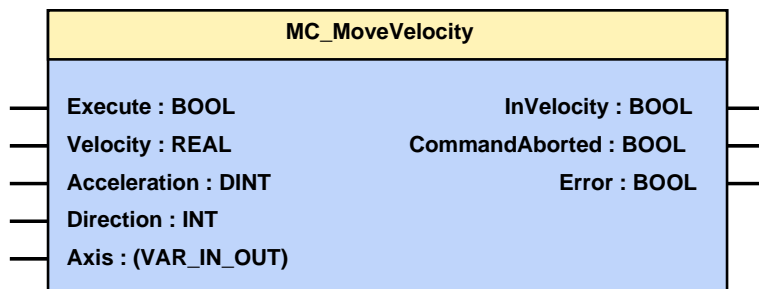 MC_MoveVelocity
Execute : BOOL InVelocity : BOOL
Velocity : REAL CommandAborted : BOOL
Acceleration : DINT Error : BOOL
Direction : INT
Axis : (VAR_IN_OUT)